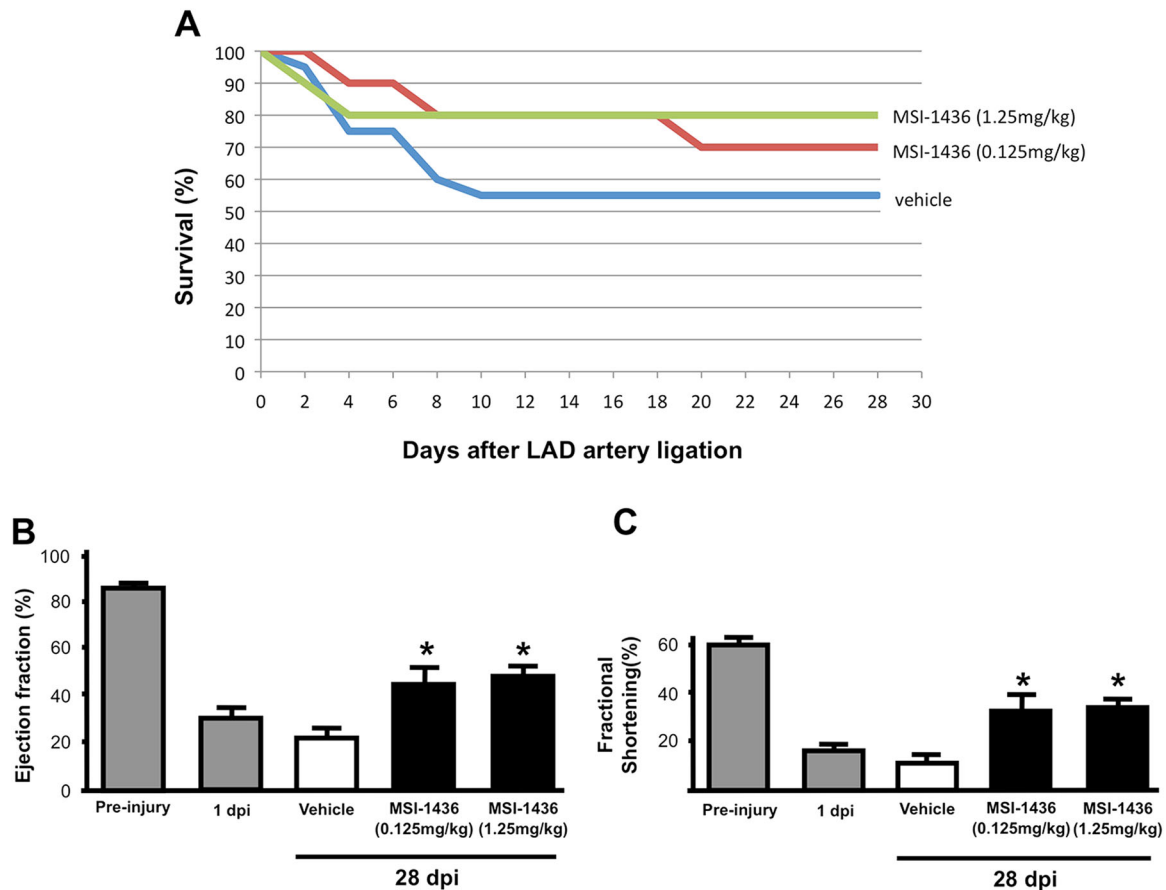 A
100
90
80
70
60
50
40
30
20
10
0
Survival (%)
MSI-1436 (1.25mg/kg)
MSI-1436 (0.125mg/kg)
vehicle
0 2 4 6 8 10 12 14 16 18 20 22 24 26 28 30
Days after LAD artery ligation
B
100
80
60
40
20
0
Ejection fraction (%)
* *
Pre-injury 1 dpi Vehicle MSI-1436 MSI-1436
(0.125mg/kg) (1.25mg/kg)
28 dpi
C
60
40
20
Fractional
Shortening(%)
* *
Pre-injury 1 dpi Vehicle MSI-1436 MSI-1436
(0.125mg/kg) (1.25mg/kg)
28 dpi